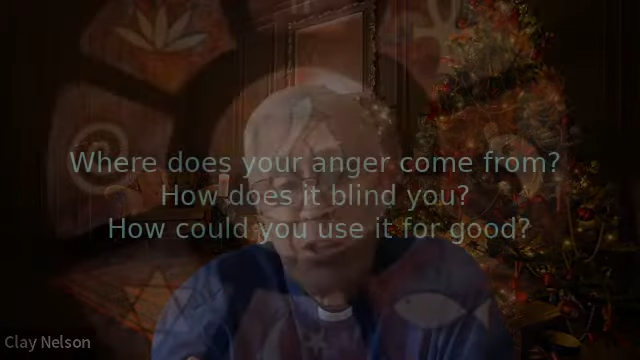 Where does your anger come from?
How does it blind you?
How could you use it for good?
Clay Nelson